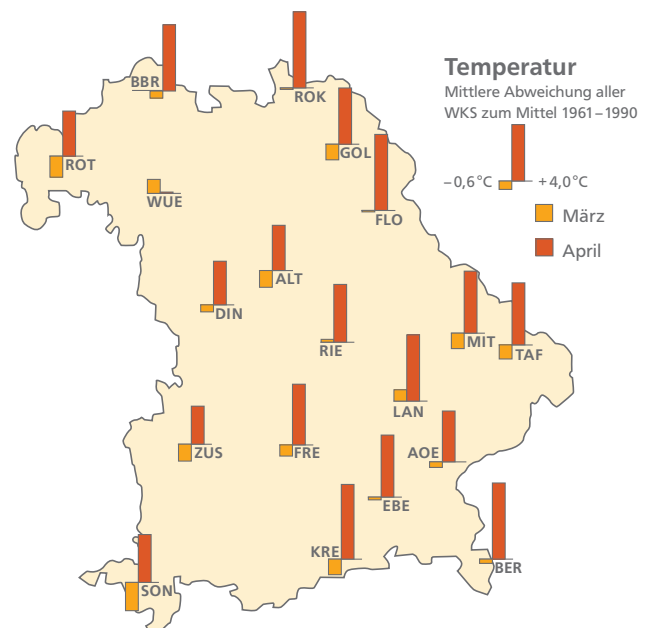 Temperatur
Mittlere Abweichung aller
WKS zum Mittel 1961–1990
–0,6°C
+4,0°C
März
April
BBR
ROK
ROT
GOL
WUE
FLO
ALT
DIN
RIE
MIT
TAF
LAN
ZUS
FRE
AOE
EBE
KRE
BER
SON